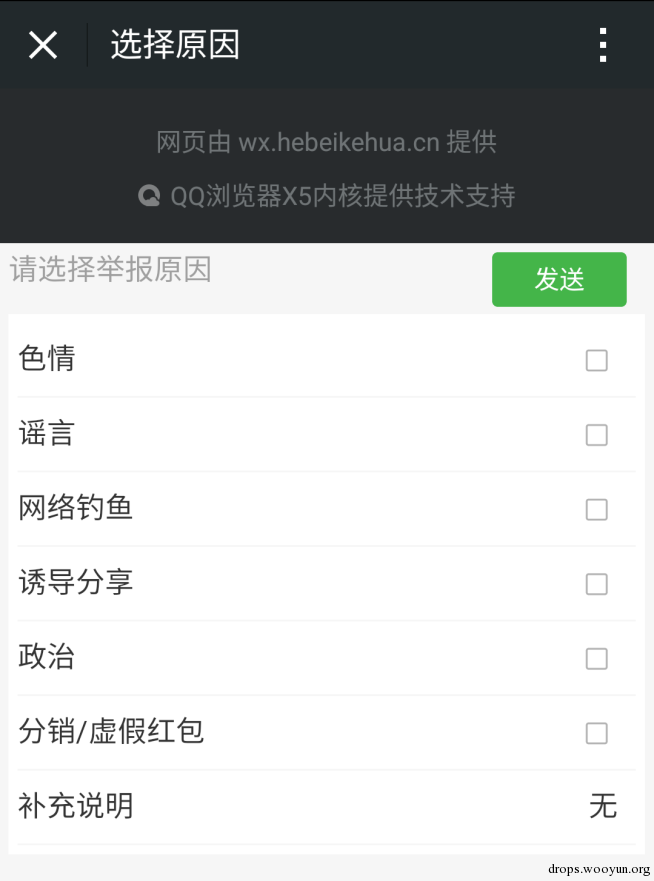 选择原因
网页由 wx.hebeikehua.cn 提供
QQ浏览器X5内核提供技术支持
请选择举报原因
发送
色情
谣言
网络钓鱼
诱导分享
政治
分销/虚假红包
补充说明 无
drops.wooyun.org